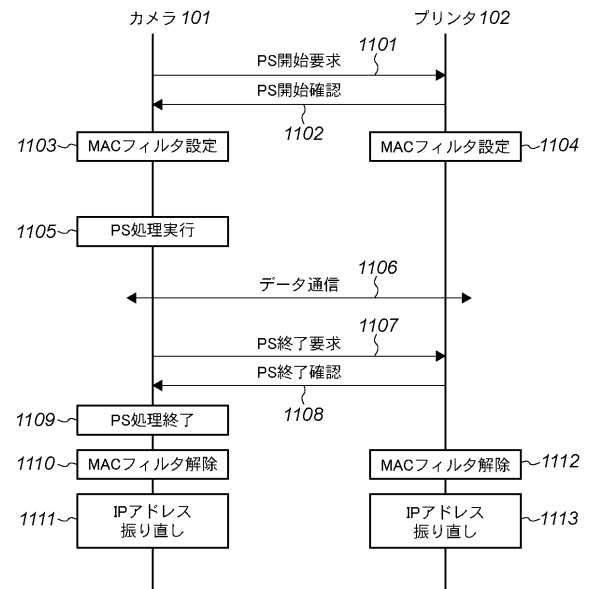 カメラ 101
プリンタ 102
1101
PS開始要求
PS開始確認
1102
1103
MACフィルタ設定
MACフィルタ設定
1104
1105
PS処理実行
1106
データ通信
1107
PS終了要求
PS終了確認
1108
1109
PS処理終了
1110
MACフィルタ解除
MACフィルタ解除
1112
1111
IPアドレス
振り直し
IPアドレス
振り直し
1113